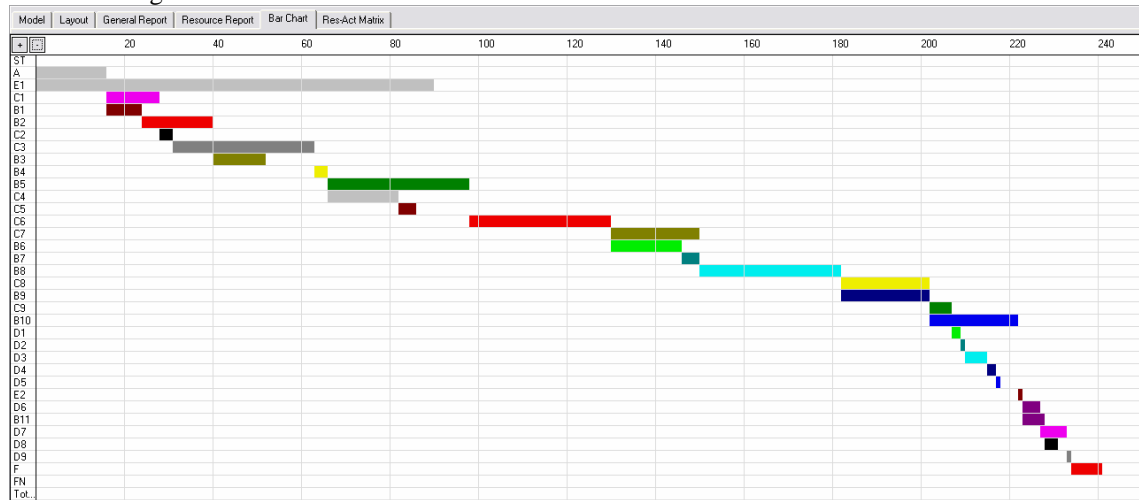 Model Layout General Report Resource Report Bar Chart Res-Act Matrix
+ - 20 40 60 80 100 120 140 160 180 200 220 240
ST
A
E1
C1
B1
B2
C2
C3
B3
B4
B5
C4
C5
C6
C7
B6
B7
B8
C8
B9
C9
B10
D1
D2
D3
D4
D5
E2
D6
B11
D7
D8
D9
F
FN
Tot...